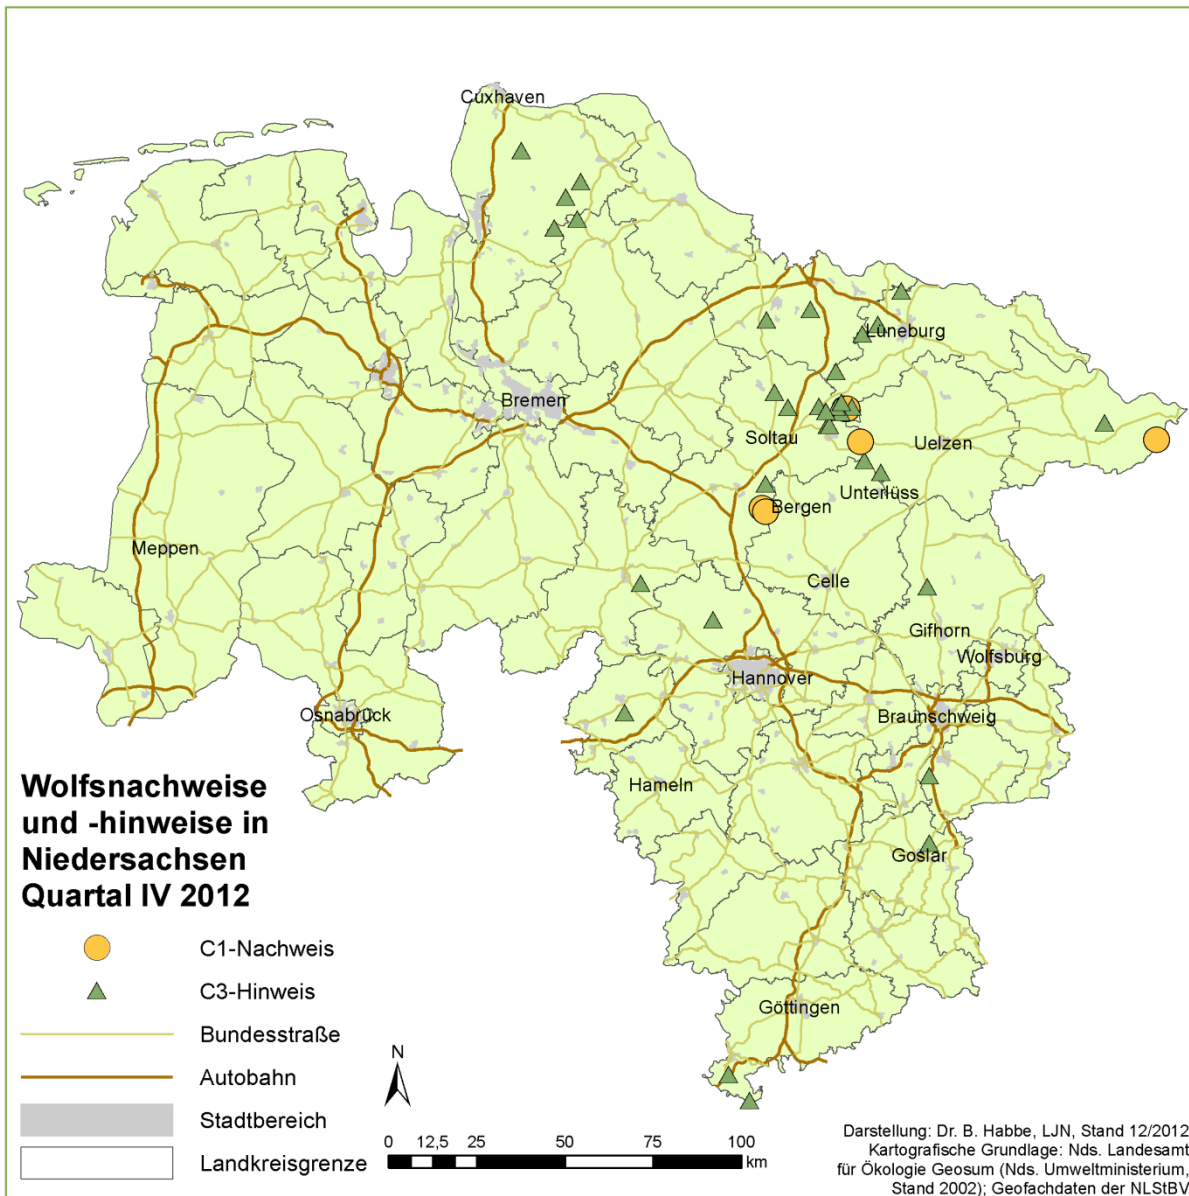 Cuxhaven
Lüneburg
Bremen
Soltau
Uelzen
Unterlüss
Bergen
Meppen
Celle
Gifhorn
Wolfsburg
Hannover
Osnabrück
Braunschweig
Hameln
Goslar
Göttingen
Wolfsnachweise
und -hinweise in
Niedersachsen
Quartal IV 2012
C1-Nachweis
C3-Hinweis
Bundesstraße
Autobahn
Stadtbereich
Landkreisgrenze
N
0 12,5 25 50 75 100
km
Darstellung: Dr. B. Habbe, LJN, Stand 12/2012
Kartografische Grundlage: Nds. Landesamt
für Ökologie Geosum (Nds. Umweltministerium,
Stand 2002); Geofachdaten der NLStBV